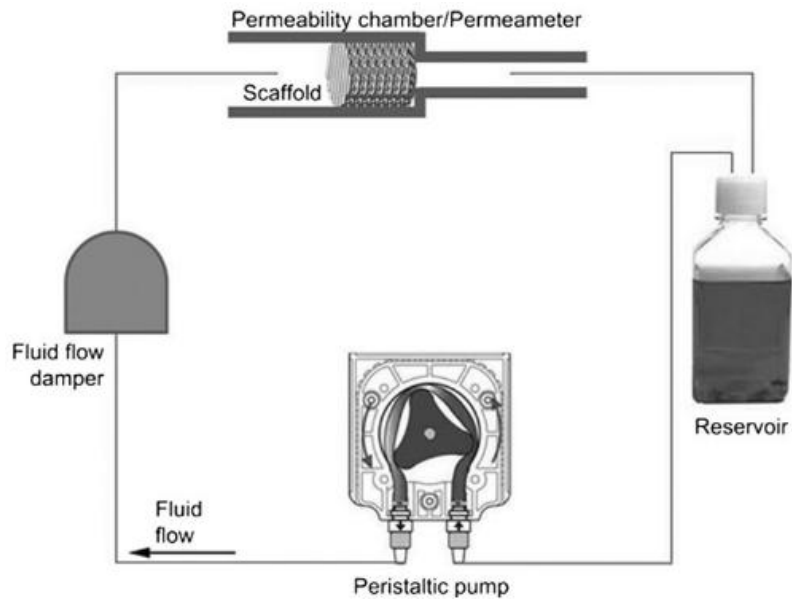 Permeability chamber/Permeameter
Scaffold
Fluid flow
damper
Reservoir
Fluid
flow
Peristaltic pump